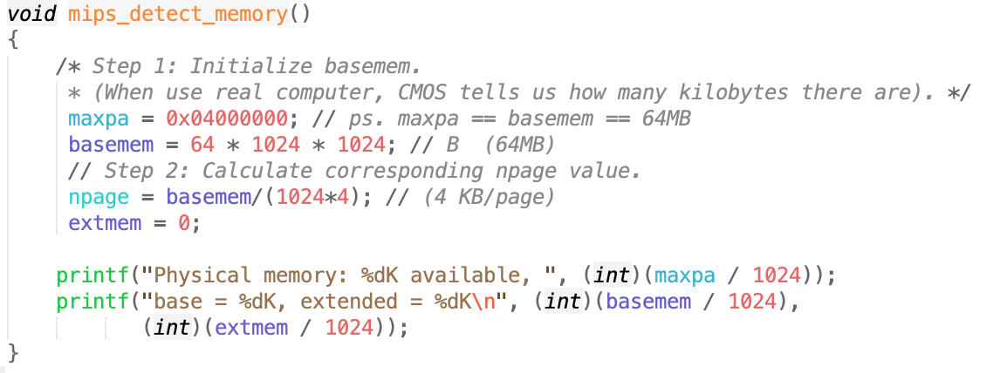 void mips_detect_memory()
{
/* Step 1: Initialize basemem.
* (When use real computer, CMOS tells us how many kilobytes there are). */
maxpa = 0x04000000; // ps. maxpa == basemem == 64MB
basemem = 64 * 1024 * 1024; // B  (64MB)
// Step 2: Calculate corresponding npage value.
npage = basemem/(1024*4); // (4 KB/page)
extmem = 0;
printf("Physical memory: %dK available, ", (int)(maxpa / 1024));
printf("base = %dK, extended = %dK\n", (int)(basemem / 1024),
(int)(extmem / 1024));
}